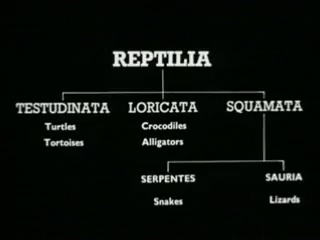 REPTILIA
TESTUDINATA LORICATA SQUAMATA
Turtles Crocodiles
Tortoises Alligators
SERPENTES SAURIA
Snakes Lizards